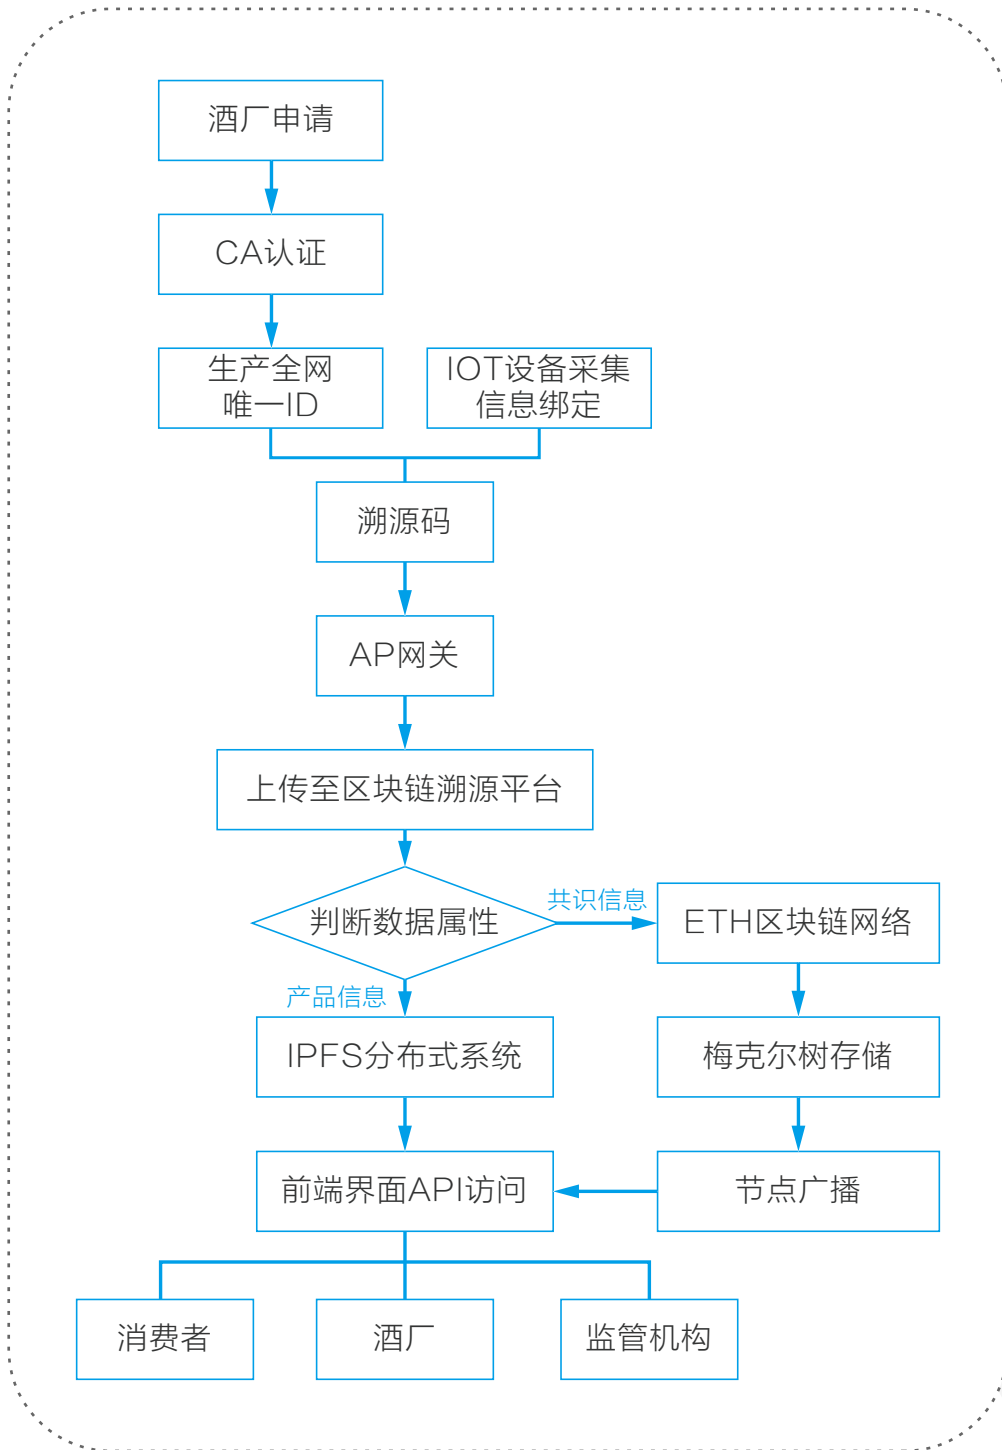 酒厂申请
CA认证
生产全网
唯一ID
IOT设备采集
信息绑定
溯源码
AP网关
上传至区块链溯源平台
判断数据属性
共识信息
ETH区块链网络
产品信息
IPFS分布式系统
梅克尔树存储
前端界面API访问
节点广播
消费者
酒厂
监管机构